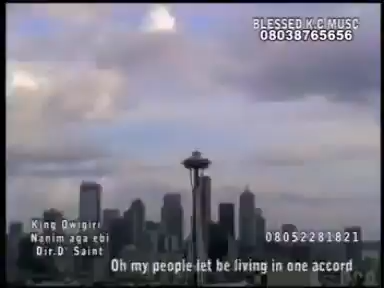 BLESSED K.C.MUSC
08038765656
King Owigiri
Nanim aga ebi
Dir.D' Saint
08052281821
Oh my people let be living in one accord